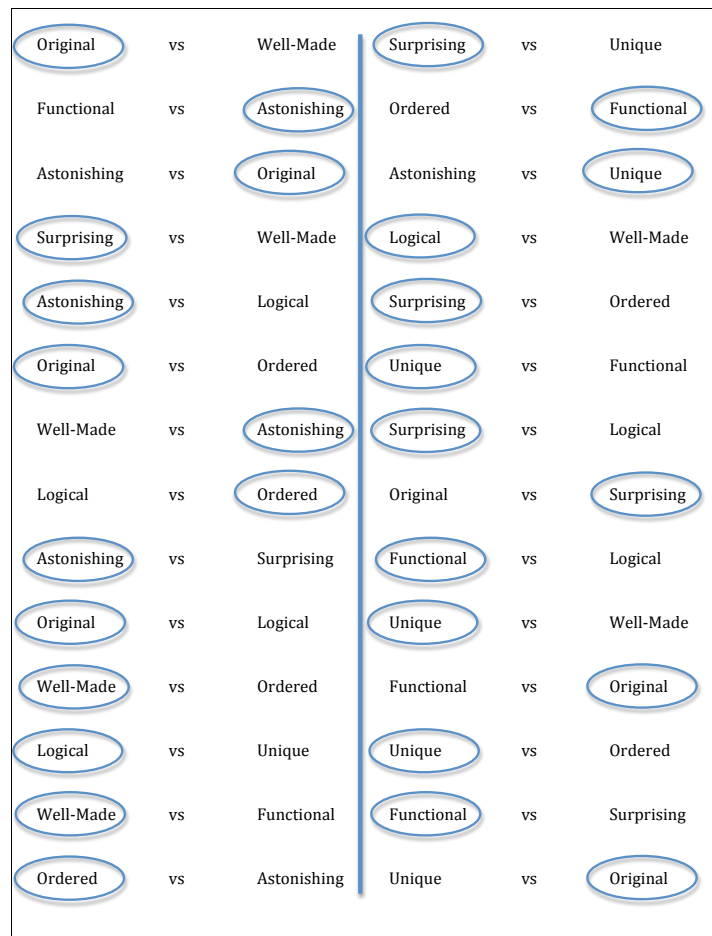 Original vs Well-Made Surprising vs Unique
Functional vs Astonishing Ordered vs Functional
Astonishing vs Original Astonishing vs Unique
Surprising vs Well-Made Logical vs Well-Made
Astonishing vs Logical Surprising vs Ordered
Original vs Ordered Unique vs Functional
Well-Made vs Astonishing Surprising vs Logical
Logical vs Ordered Original vs Surprising
Astonishing vs Surprising Functional vs Logical
Original vs Logical Unique vs Well-Made
Well-Made vs Ordered Functional vs Original
Logical vs Unique Unique vs Ordered
Well-Made vs Functional Functional vs Surprising
Ordered vs Astonishing Unique vs Original